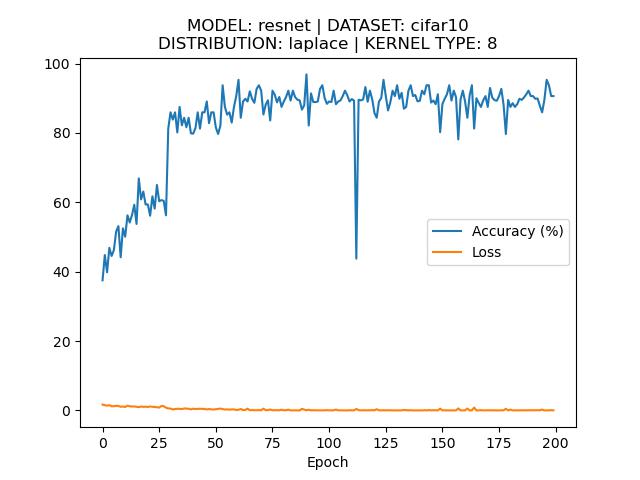 MODEL: resnet | DATASET: cifar10
DISTRIBUTION: laplace | KERNEL TYPE: 8
100
80
60
40
20
0
Accuracy (%)
Loss
0 25 50 75 100 125 150 175 200
Epoch